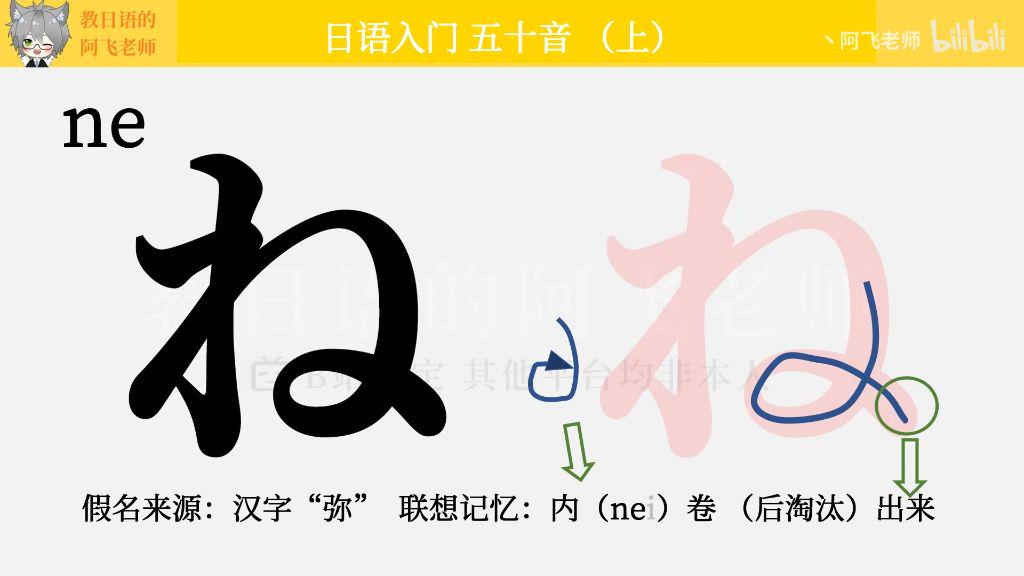 教日语的
阿飞老师
日语入门 五十音 （上）
丶阿飞老师 bilibili
ne
ね ね
教日语的阿飞老师
B站限定 其他平台均非本人
假名来源：汉字“弥” 联想记忆：内（nei）卷 （后淘汰）出来